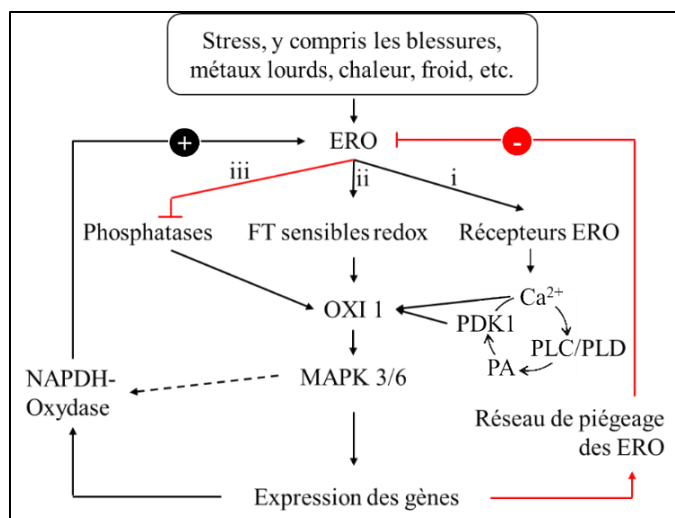 Stress, y compris les blessures,
métaux lourds, chaleur, froid, etc.
+
ERO
-
iii
ii
i
Phosphatases
FT sensibles redox
Récepteurs ERO
Ca²⁺
OXI 1
PDK1
PLC/PLD
PA
NAPDH-
Oxydase
MAPK 3/6
Réseau de piégeage
des ERO
Expression des gènes